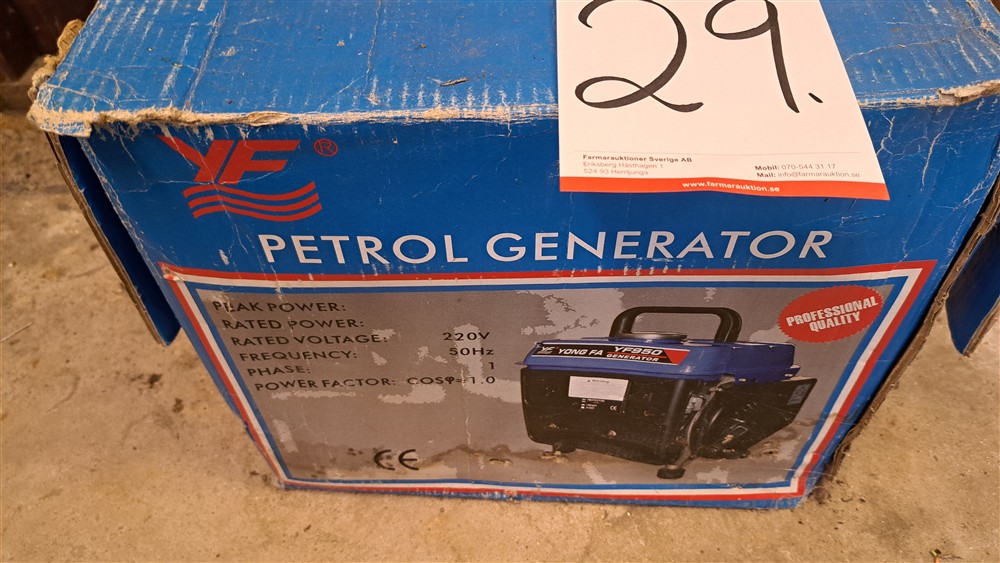 29.
Farmarauktioner Sverige AB
Eriksberg Hästhagen 1
524 93 Herrljunga
Mobil: 070-544 31 17
Mail: info@farmarauktion.se
www.farmarauktion.se
YF®
PETROL GENERATOR
PEAK POWER:
RATED POWER:
RATED VOLTAGE: 220V
FREQUENCY: 50Hz
PHASE: 1
POWER FACTOR: COSφ=1.0
PROFESSIONAL
QUALITY
YF YONG FA YF950
GENERATOR
CE